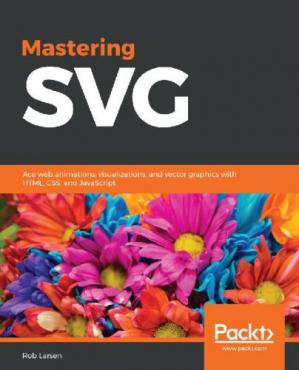 Mastering
SVG
Ace web animations, visualizations, and vector graphics with
HTML, CSS, and JavaScript
Packt>
www.packt.com
Rob Larsen